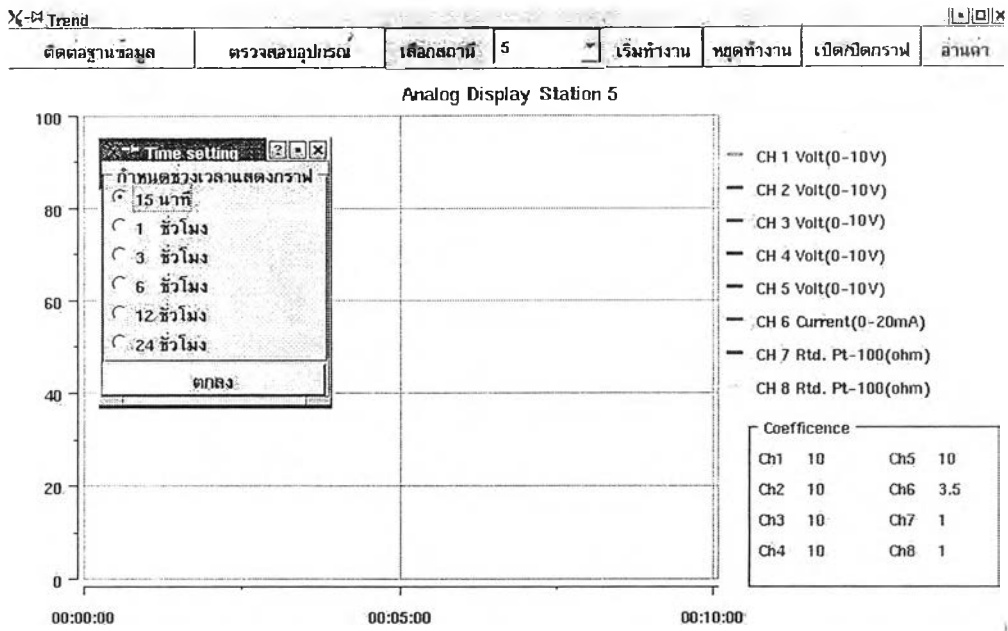 Trend
ติดต่อฐานข้อมูล ตรวจสอบอุปกรณ์ เลือกสถานี 5 เริ่มทำงาน หยุดทำงาน เปิด/ปิดกราฟ อ่านค่า
Analog Display Station 5
100
80
60
40
20
0
00:00:00 00:05:00 00:10:00
Time setting
กำหนดช่วงเวลาแสดงกราฟ
15 นาที
1 ชั่วโมง
3 ชั่วโมง
6 ชั่วโมง
12 ชั่วโมง
24 ชั่วโมง
ตกลง
CH 1 Volt(0-10V)
CH 2 Volt(0-10V)
CH 3 Volt(0-10V)
CH 4 Volt(0-10V)
CH 5 Volt(0-10V)
CH 6 Current(0-20mA)
CH 7 Rtd. Pt-100(ohm)
CH 8 Rtd. Pt-100(ohm)
Coefficence
Ch1 10 Ch5 10
Ch2 10 Ch6 3.5
Ch3 10 Ch7 1
Ch4 10 Ch8 1